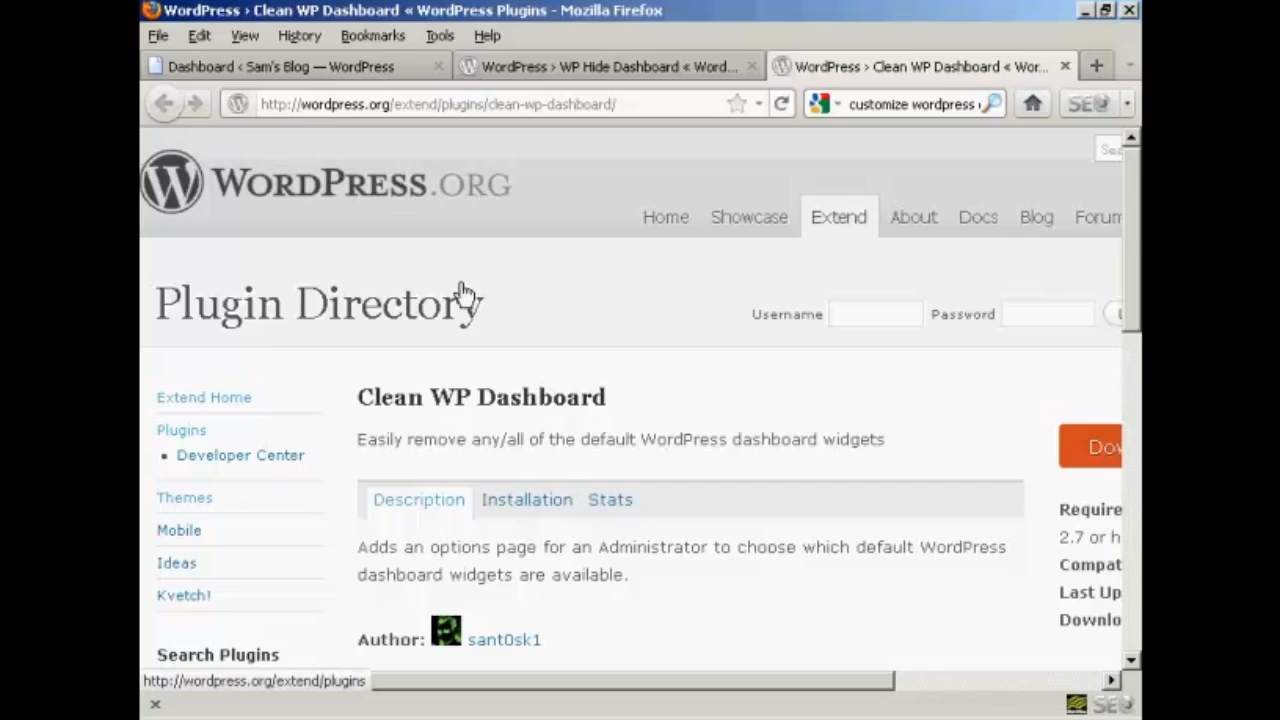 WordPress › Clean WP Dashboard « WordPress Plugins - Mozilla Firefox
File Edit View History Bookmarks Tools Help
Dashboard ‹ Sam's Blog — WordPress
WordPress › WP Hide Dashboard « Word...
WordPress › Clean WP Dashboard « Wor...
http://wordpress.org/extend/plugins/clean-wp-dashboard/
customize wordpress
SEO
WORDPRESS.ORG
Sea
Home Showcase Extend About Docs Blog Forum
Plugin Directory
Username Password
Extend Home
Plugins
Developer Center
Themes
Mobile
Ideas
Kvetch!
Search Plugins
Clean WP Dashboard
Easily remove any/all of the default WordPress dashboard widgets
Description Installation Stats
Adds an options page for an Administrator to choose which default WordPress
dashboard widgets are available.
Author: sant0sk1
Dow
Require
2.7 or h
Compat
Last Up
Downlo
http://wordpress.org/extend/plugins
SEO